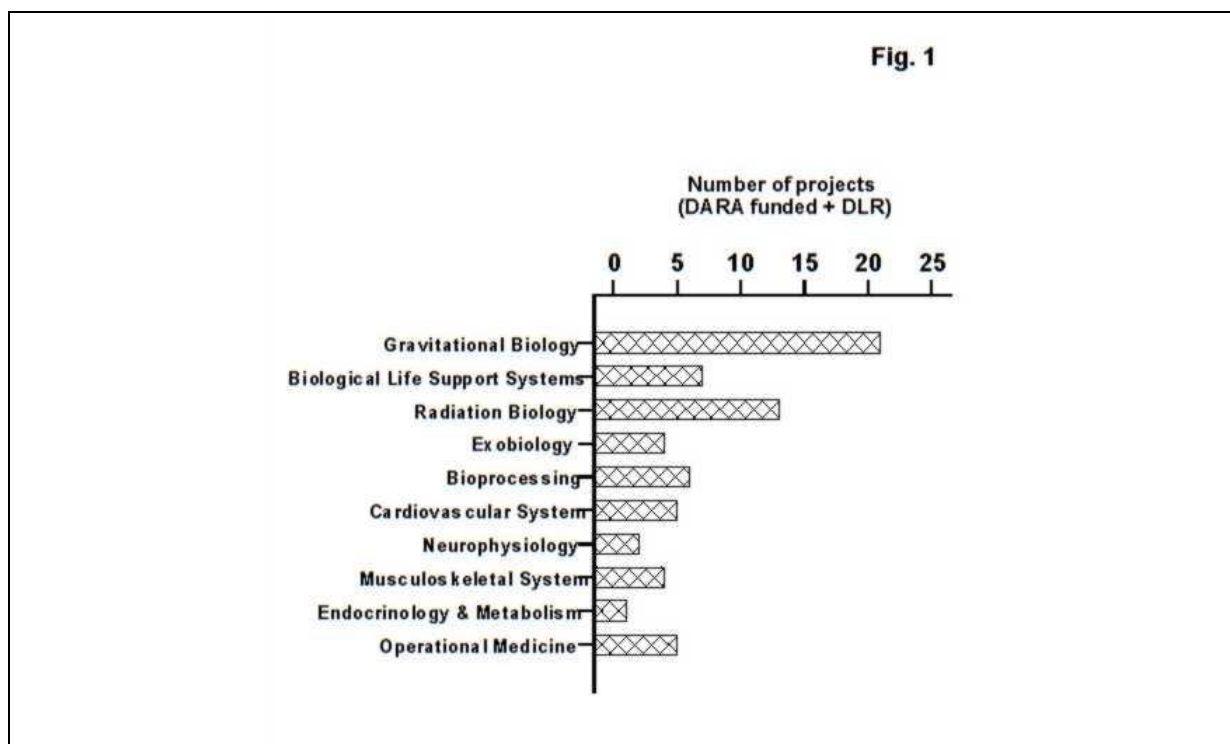 Fig. 1
Number of projects
(DARA funded + DLR)
0 5 10 15 20 25
Gravitational Biology
Biological Life Support Systems
Radiation Biology
Exobiology
Bioprocessing
Cardiovascular System
Neurophysiology
Musculoskeletal System
Endocrinology & Metabolism
Operational Medicine